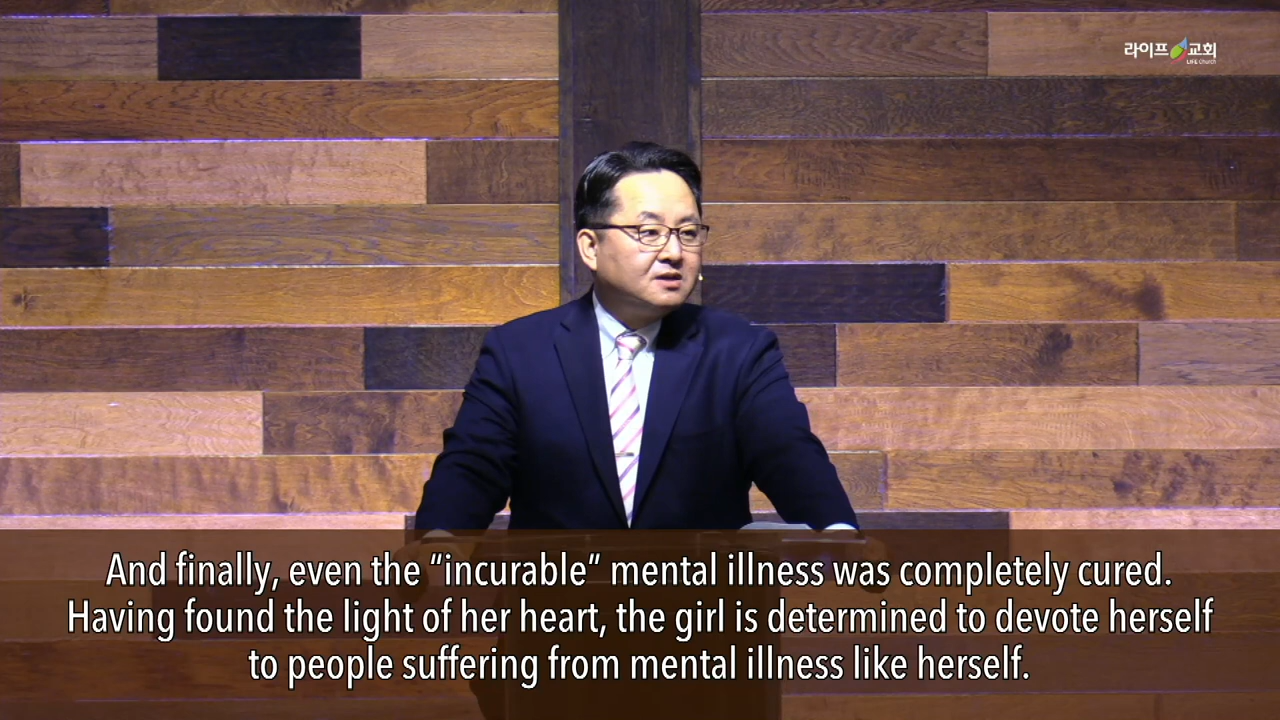 라이프 교회
LIFE Church
And finally, even the “incurable” mental illness was completely cured.
Having found the light of her heart, the girl is determined to devote herself
to people suffering from mental illness like herself.